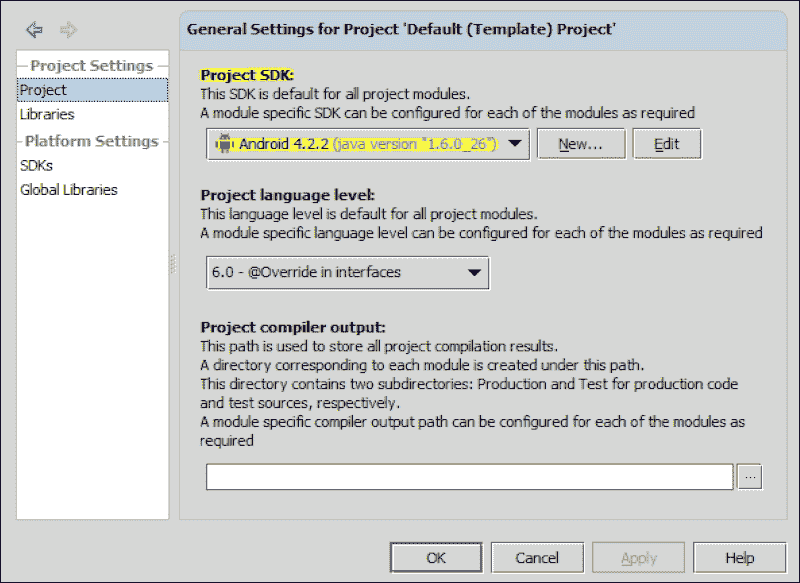 General Settings for Project 'Default (Template) Project'
Project Settings
Project
Libraries
Platform Settings
SDKs
Global Libraries
Project SDK:
This SDK is default for all project modules.
A module specific SDK can be configured for each of the modules as required
Android 4.2.2 (java version "1.6.0_26")
New...
Edit
Project language level:
This language level is default for all project modules.
A module specific language level can be configured for each of the modules as required
6.0 - @Override in interfaces
Project compiler output:
This path is used to store all project compilation results.
A directory corresponding to each module is created under this path.
This directory contains two subdirectories: Production and Test for production code
and test sources, respectively.
A module specific compiler output path can be configured for each of the modules as
required
...
OK
Cancel
Apply
Help